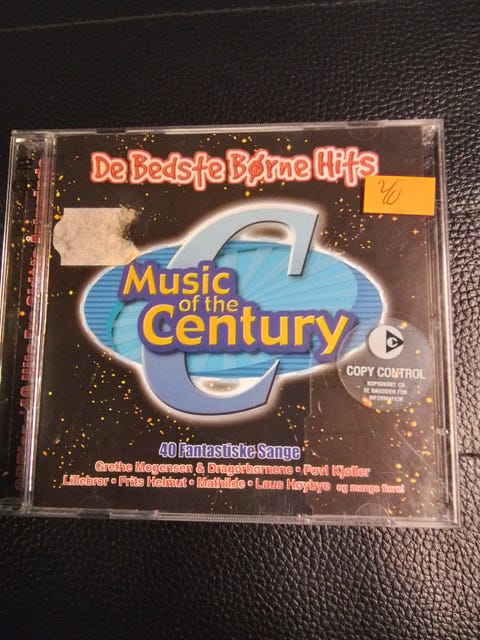 De Bedste Børne Hits
40
Music
of the
Century
COPY CONTROL
KOPISIKRET CD
SE BAGSIDEN FOR
INFORMATION
40 Fantastiske Sange
Grethe Mogensen & Dragørbørnene • Povl Kjøller
Lillebror • Frits Helmut • Mathilde • Laus Høybye og mange flere!